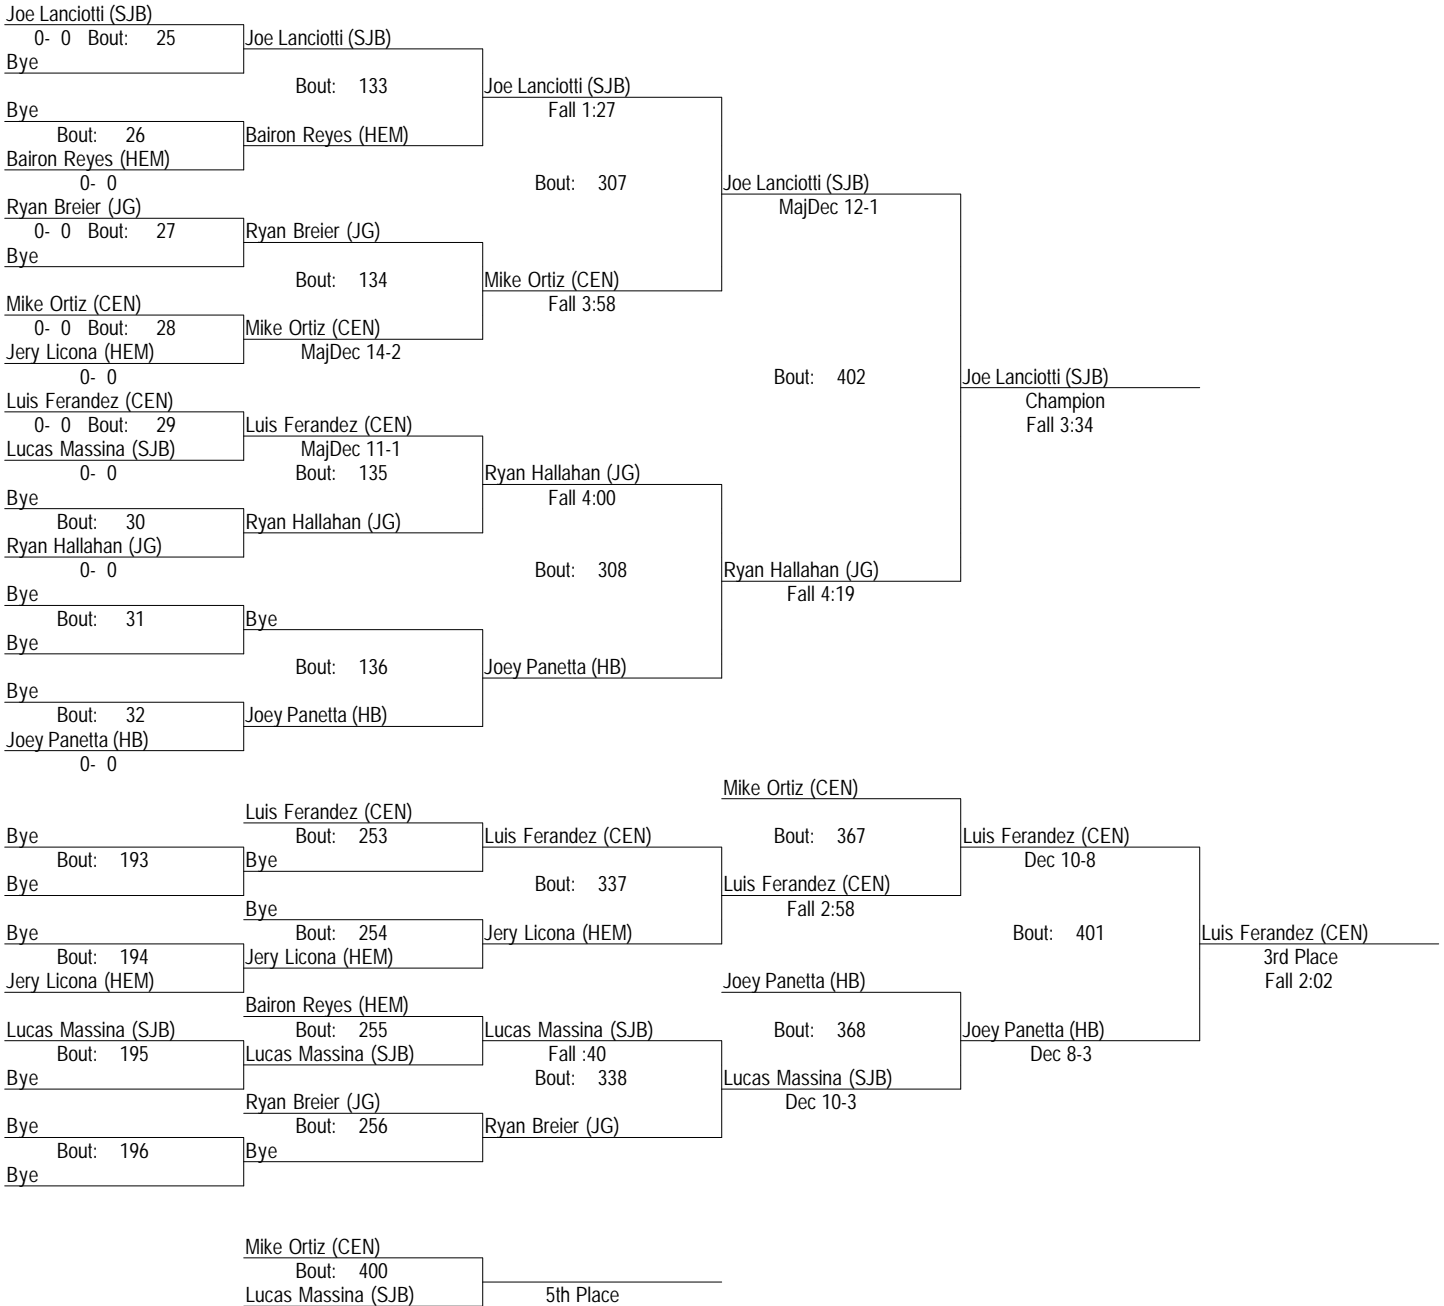 Joe Lanciotti (SJB)
0- 0 Bout: 25 Joe Lanciotti (SJB)
Bye
Bout: 133 Joe Lanciotti (SJB)
Bye Fall 1:27
Bout: 26 Bairon Reyes (HEM)
Bairon Reyes (HEM)
0- 0 Bout: 307 Joe Lanciotti (SJB)
Ryan Breier (JG) MajDec 12-1
0- 0 Bout: 27 Ryan Breier (JG)
Bye
Bout: 134 Mike Ortiz (CEN)
Mike Ortiz (CEN) Fall 3:58
0- 0 Bout: 28 Mike Ortiz (CEN)
Jery Licona (HEM) MajDec 14-2
0- 0 Bout: 402 Joe Lanciotti (SJB)
Luis Ferandez (CEN) Champion
0- 0 Bout: 29 Luis Ferandez (CEN) Fall 3:34
Lucas Massina (SJB) MajDec 11-1
0- 0 Bout: 135 Ryan Hallahan (JG)
Bye Fall 4:00
Bout: 30 Ryan Hallahan (JG)
Ryan Hallahan (JG)
0- 0 Bout: 308 Ryan Hallahan (JG)
Bye Fall 4:19
Bout: 31 Bye
Bye
Bout: 136 Joey Panetta (HB)
Bye
Bout: 32 Joey Panetta (HB)
Joey Panetta (HB)
0- 0
Mike Ortiz (CEN)
Luis Ferandez (CEN)
Bye Bout: 253 Luis Ferandez (CEN) Bout: 367 Luis Ferandez (CEN)
Bout: 193 Bye Dec 10-8
Bye Bout: 337 Luis Ferandez (CEN)
Bye Fall 2:58
Bye Bout: 254 Jery Licona (HEM) Bout: 401 Luis Ferandez (CEN)
Bout: 194 Jery Licona (HEM) 3rd Place
Jery Licona (HEM) Joey Panetta (HB) Fall 2:02
Bairon Reyes (HEM)
Lucas Massina (SJB) Bout: 255 Lucas Massina (SJB) Bout: 368 Joey Panetta (HB)
Bout: 195 Lucas Massina (SJB) Fall :40 Dec 8-3
Bye Bout: 338 Lucas Massina (SJB)
Ryan Breier (JG) Dec 10-3
Bye Bout: 256 Ryan Breier (JG)
Bout: 196 Bye
Bye
Mike Ortiz (CEN)
Bout: 400
Lucas Massina (SJB) 5th Place